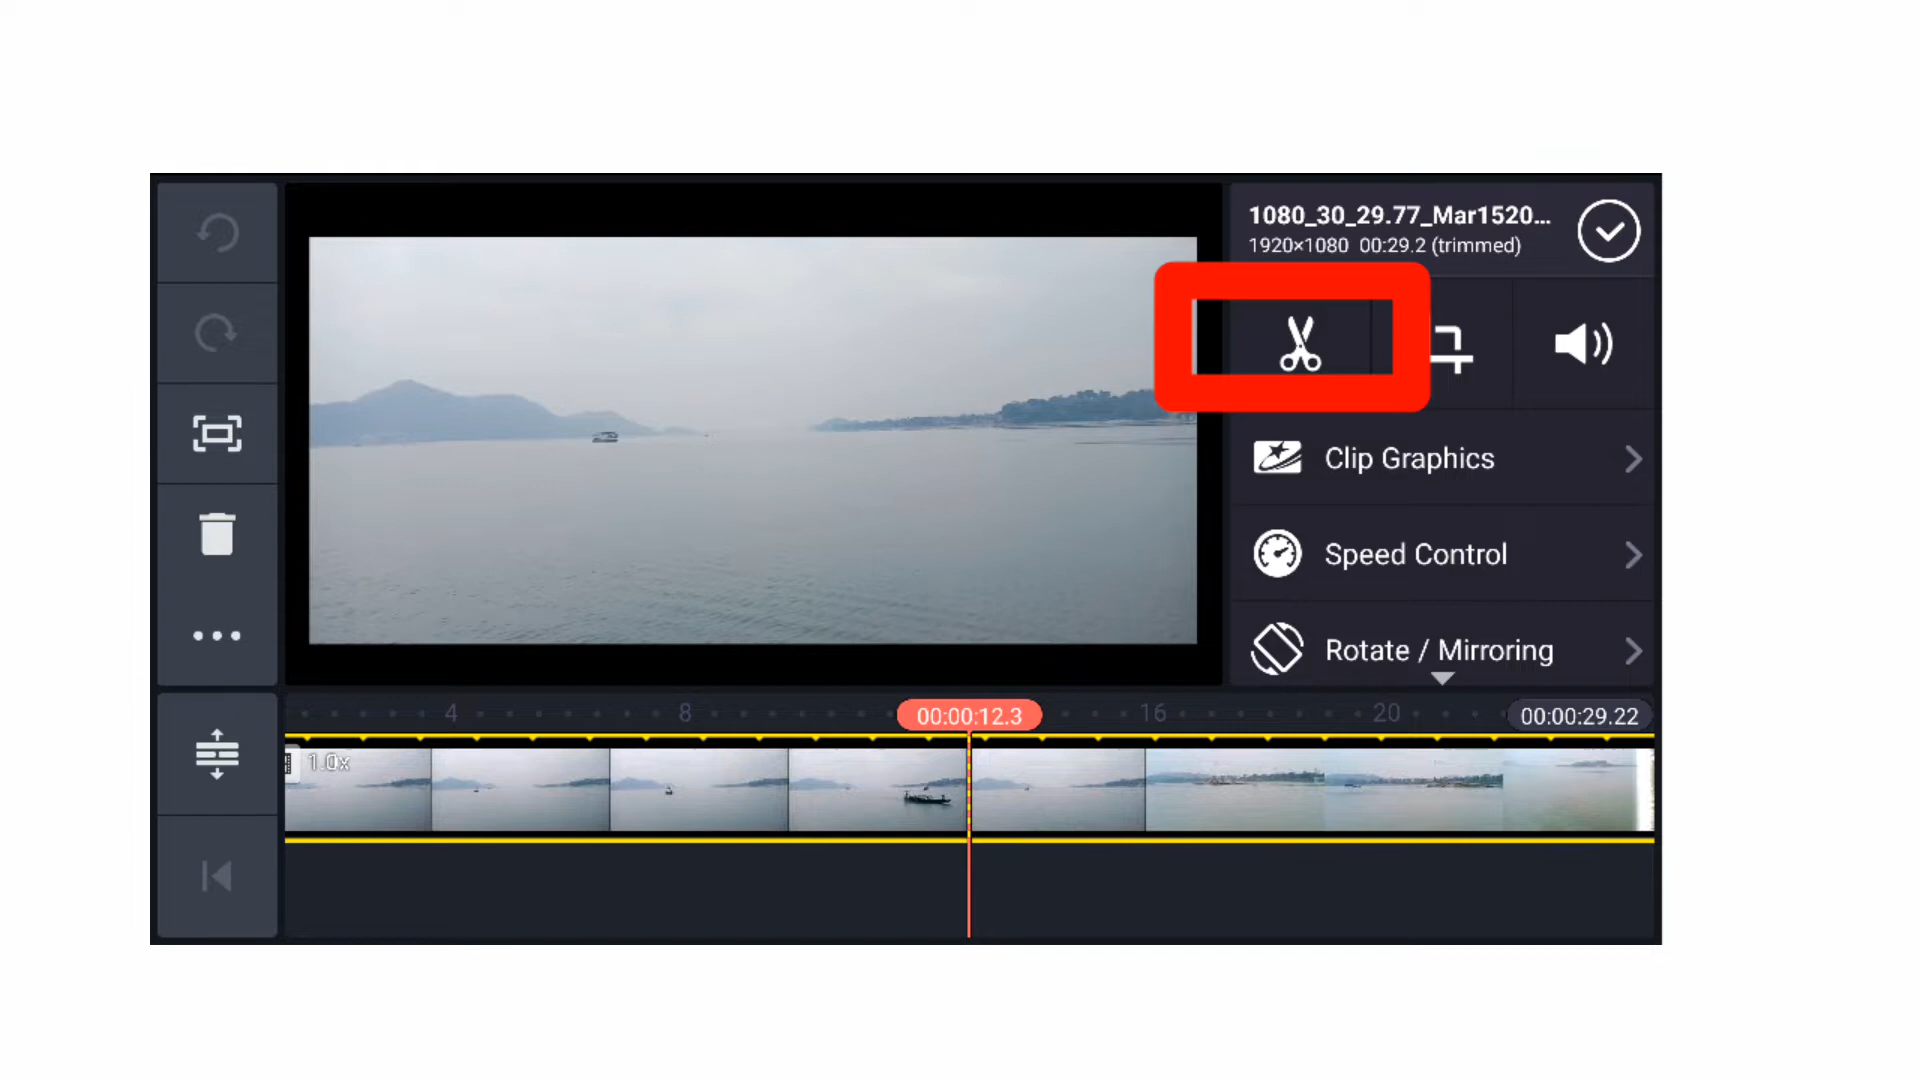 1080_30_29.77_Mar1520...
1920×1080 00:29.2 (trimmed)
Clip Graphics
Speed Control
Rotate / Mirroring
4
8
00:00:12.3
16
20
00:00:29.22
1.0x